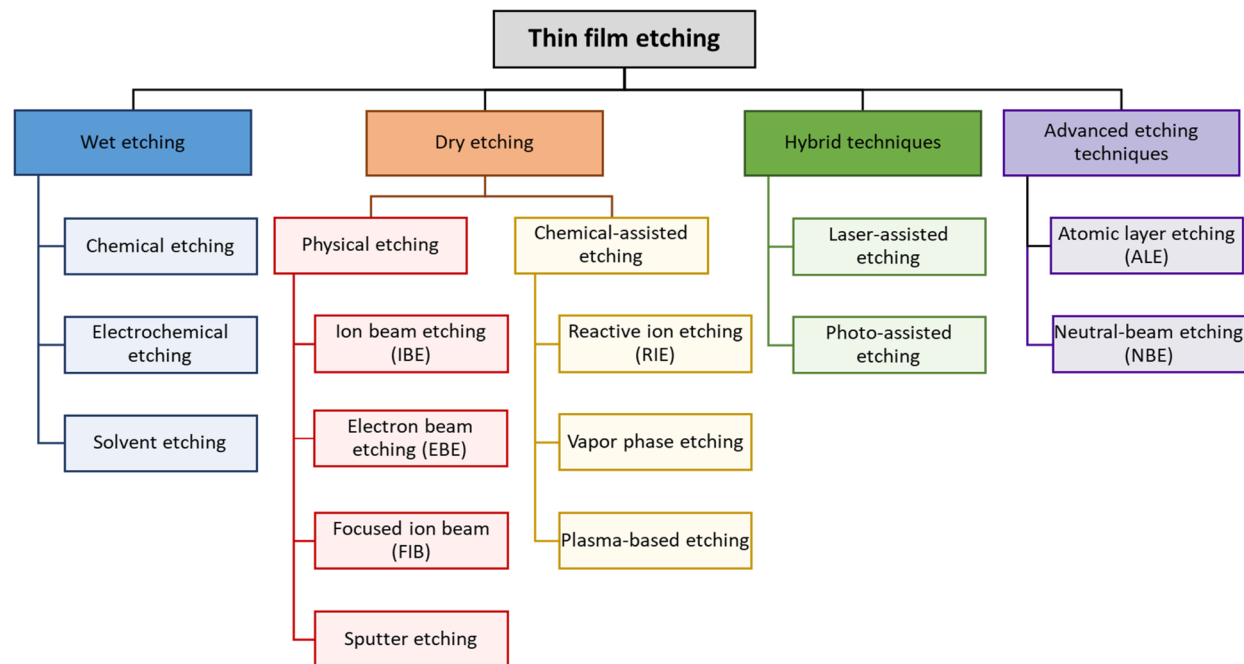 Thin film etching
Wet etching
Dry etching
Hybrid techniques
Advanced etching
techniques
Chemical etching
Electrochemical
etching
Solvent etching
Physical etching
Ion beam etching
(IBE)
Electron beam
etching (EBE)
Focused ion beam
(FIB)
Sputter etching
Chemical-assisted
etching
Reactive ion etching
(RIE)
Vapor phase etching
Plasma-based etching
Laser-assisted
etching
Photo-assisted
etching
Atomic layer etching
(ALE)
Neutral-beam etching
(NBE)